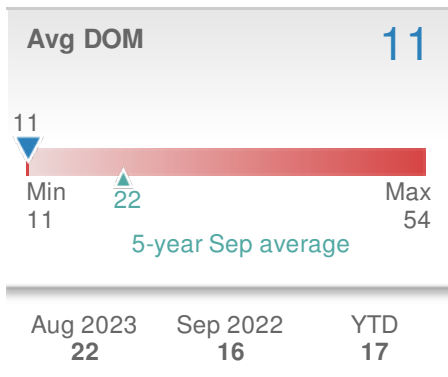 Avg DOM 11
11
Min Max
22
11 54
5-year Sep average
Aug 2023 Sep 2022 YTD
22 16 17